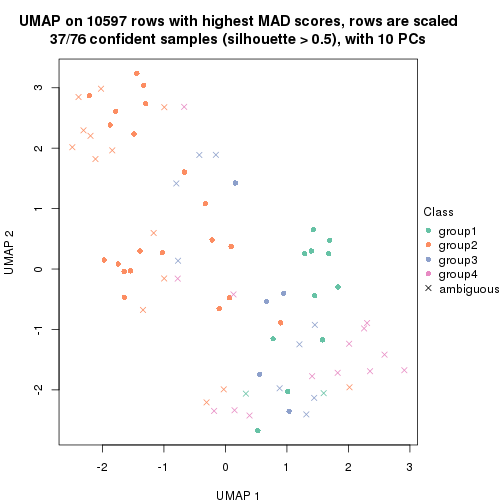 UMAP on 10597 rows with highest MAD scores, rows are scaled
37/76 confident samples (silhouette > 0.5), with 10 PCs
3
2
1
0
-1
-2
UMAP 2
-2
-1
0
1
2
3
UMAP 1
Class
group1
group2
group3
group4
ambiguous